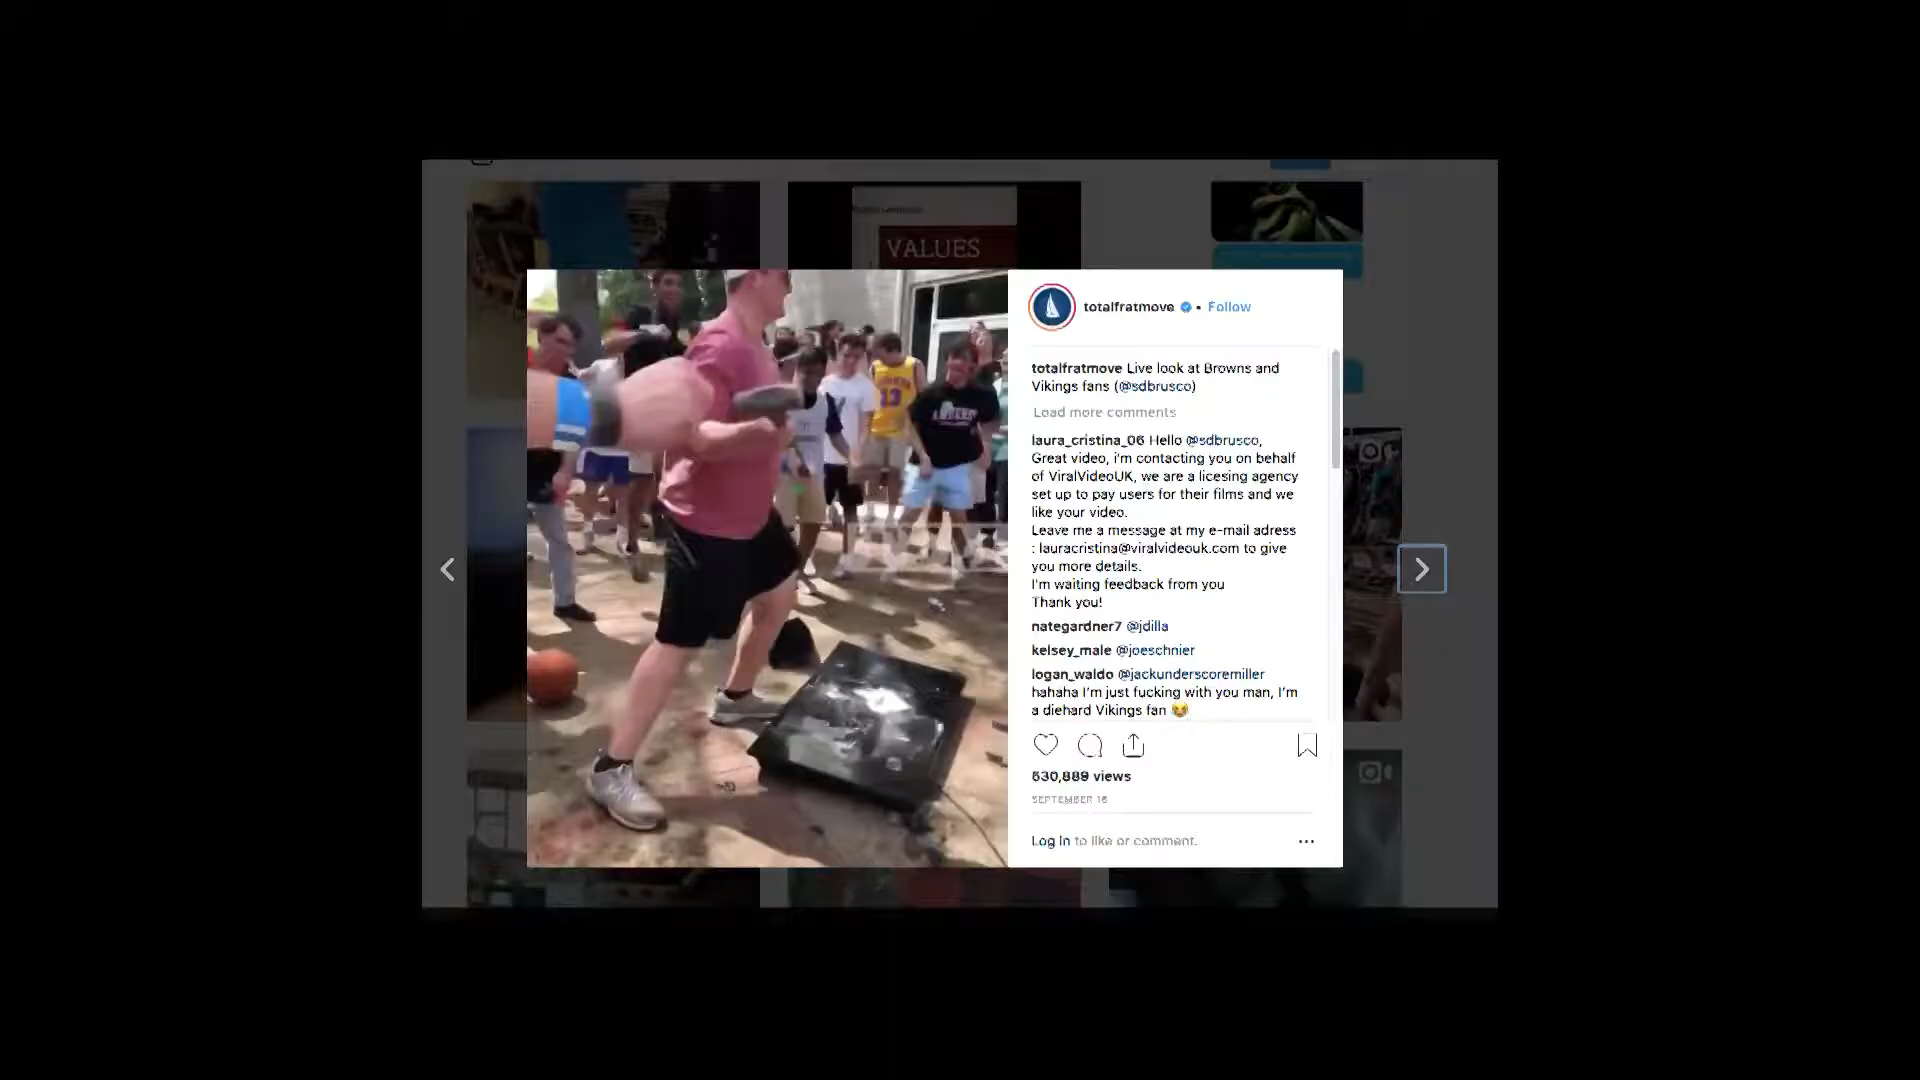 VALUES
totalfratmove • Follow
totalfratmove Live look at Browns and
Vikings fans (@sdbrusco)
Load more comments
laura_cristina_06 Hello @sdbrusco,
Great video, i'm contacting you on behalf
of ViralVideoUK, we are a licesing agency
set up to pay users for their films and we
like your video.
Leave me a message at my e-mail adress
: lauracristina@viralvideouk.com to give
you more details.
I'm waiting feedback from you
Thank you!
nategardner7 @jdilla
kelsey_male @joeschnier
logan_waldo @jackunderscoremiller
hahaha I'm just fucking with you man, I'm
a diehard Vikings fan 😂
630,889 views
SEPTEMBER 16
Log in to like or comment.
33